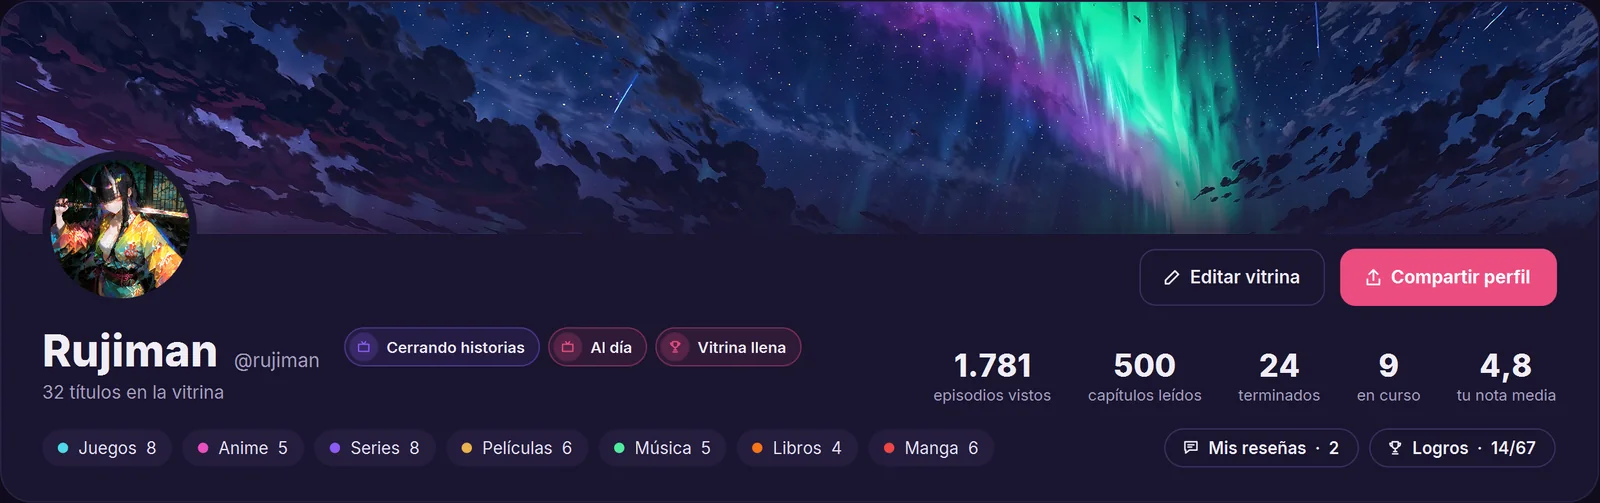 Editar vitrina
Compartir perfil
Rujiman @rujiman
Cerrando historias
Al día
Vitrina llena
32 títulos en la vitrina
1.781
episodios vistos
500
capítulos leídos
24
terminados
9
en curso
4,8
tu nota media
Juegos 8
Anime 5
Series 8
Películas 6
Música 5
Libros 4
Manga 6
Mis reseñas · 2
Logros · 14/67